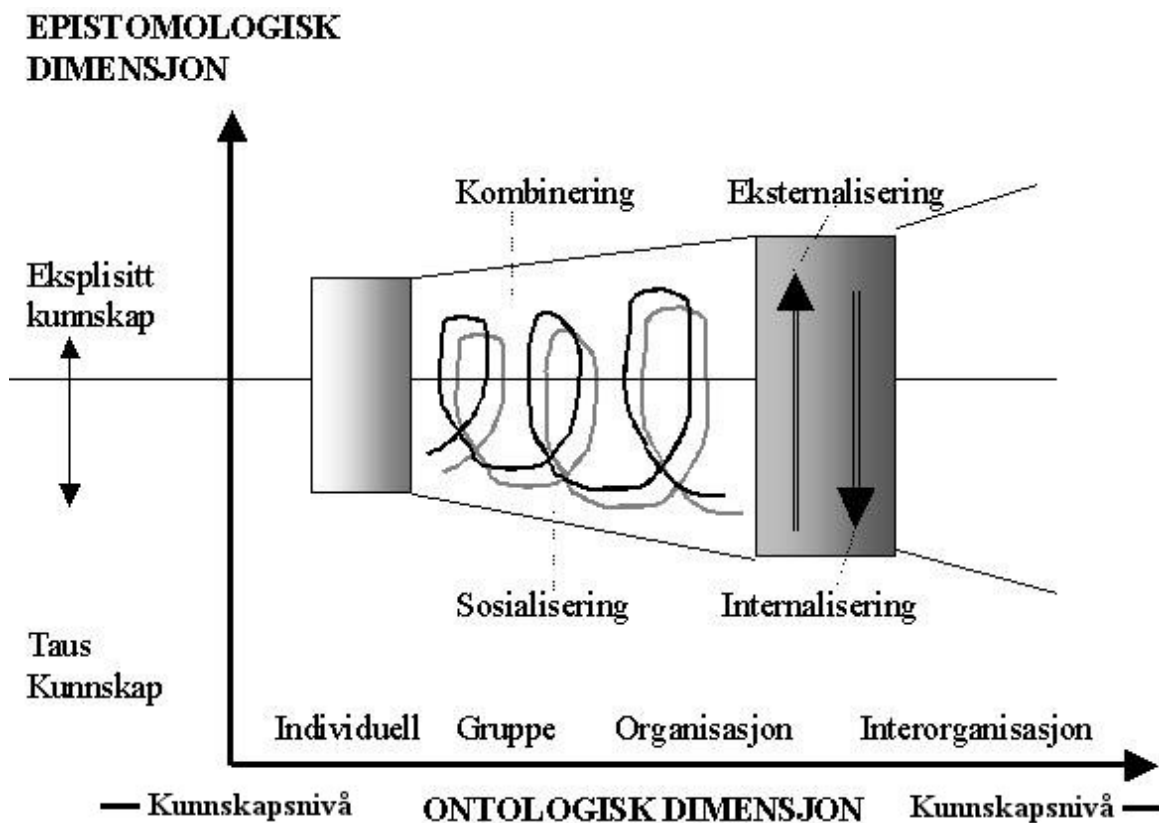 EPISTOMOLOGISK
DIMENSJON
Kombinering
Eksternalisering
Eksplisitt
kunnskap
Sosialisering
Internalisering
Taus
Kunnskap
Individuell Gruppe Organisasjon Interorganisasjon
Kunnskapsnivå ONTOLOGISK DIMENSJON Kunnskapsnivå